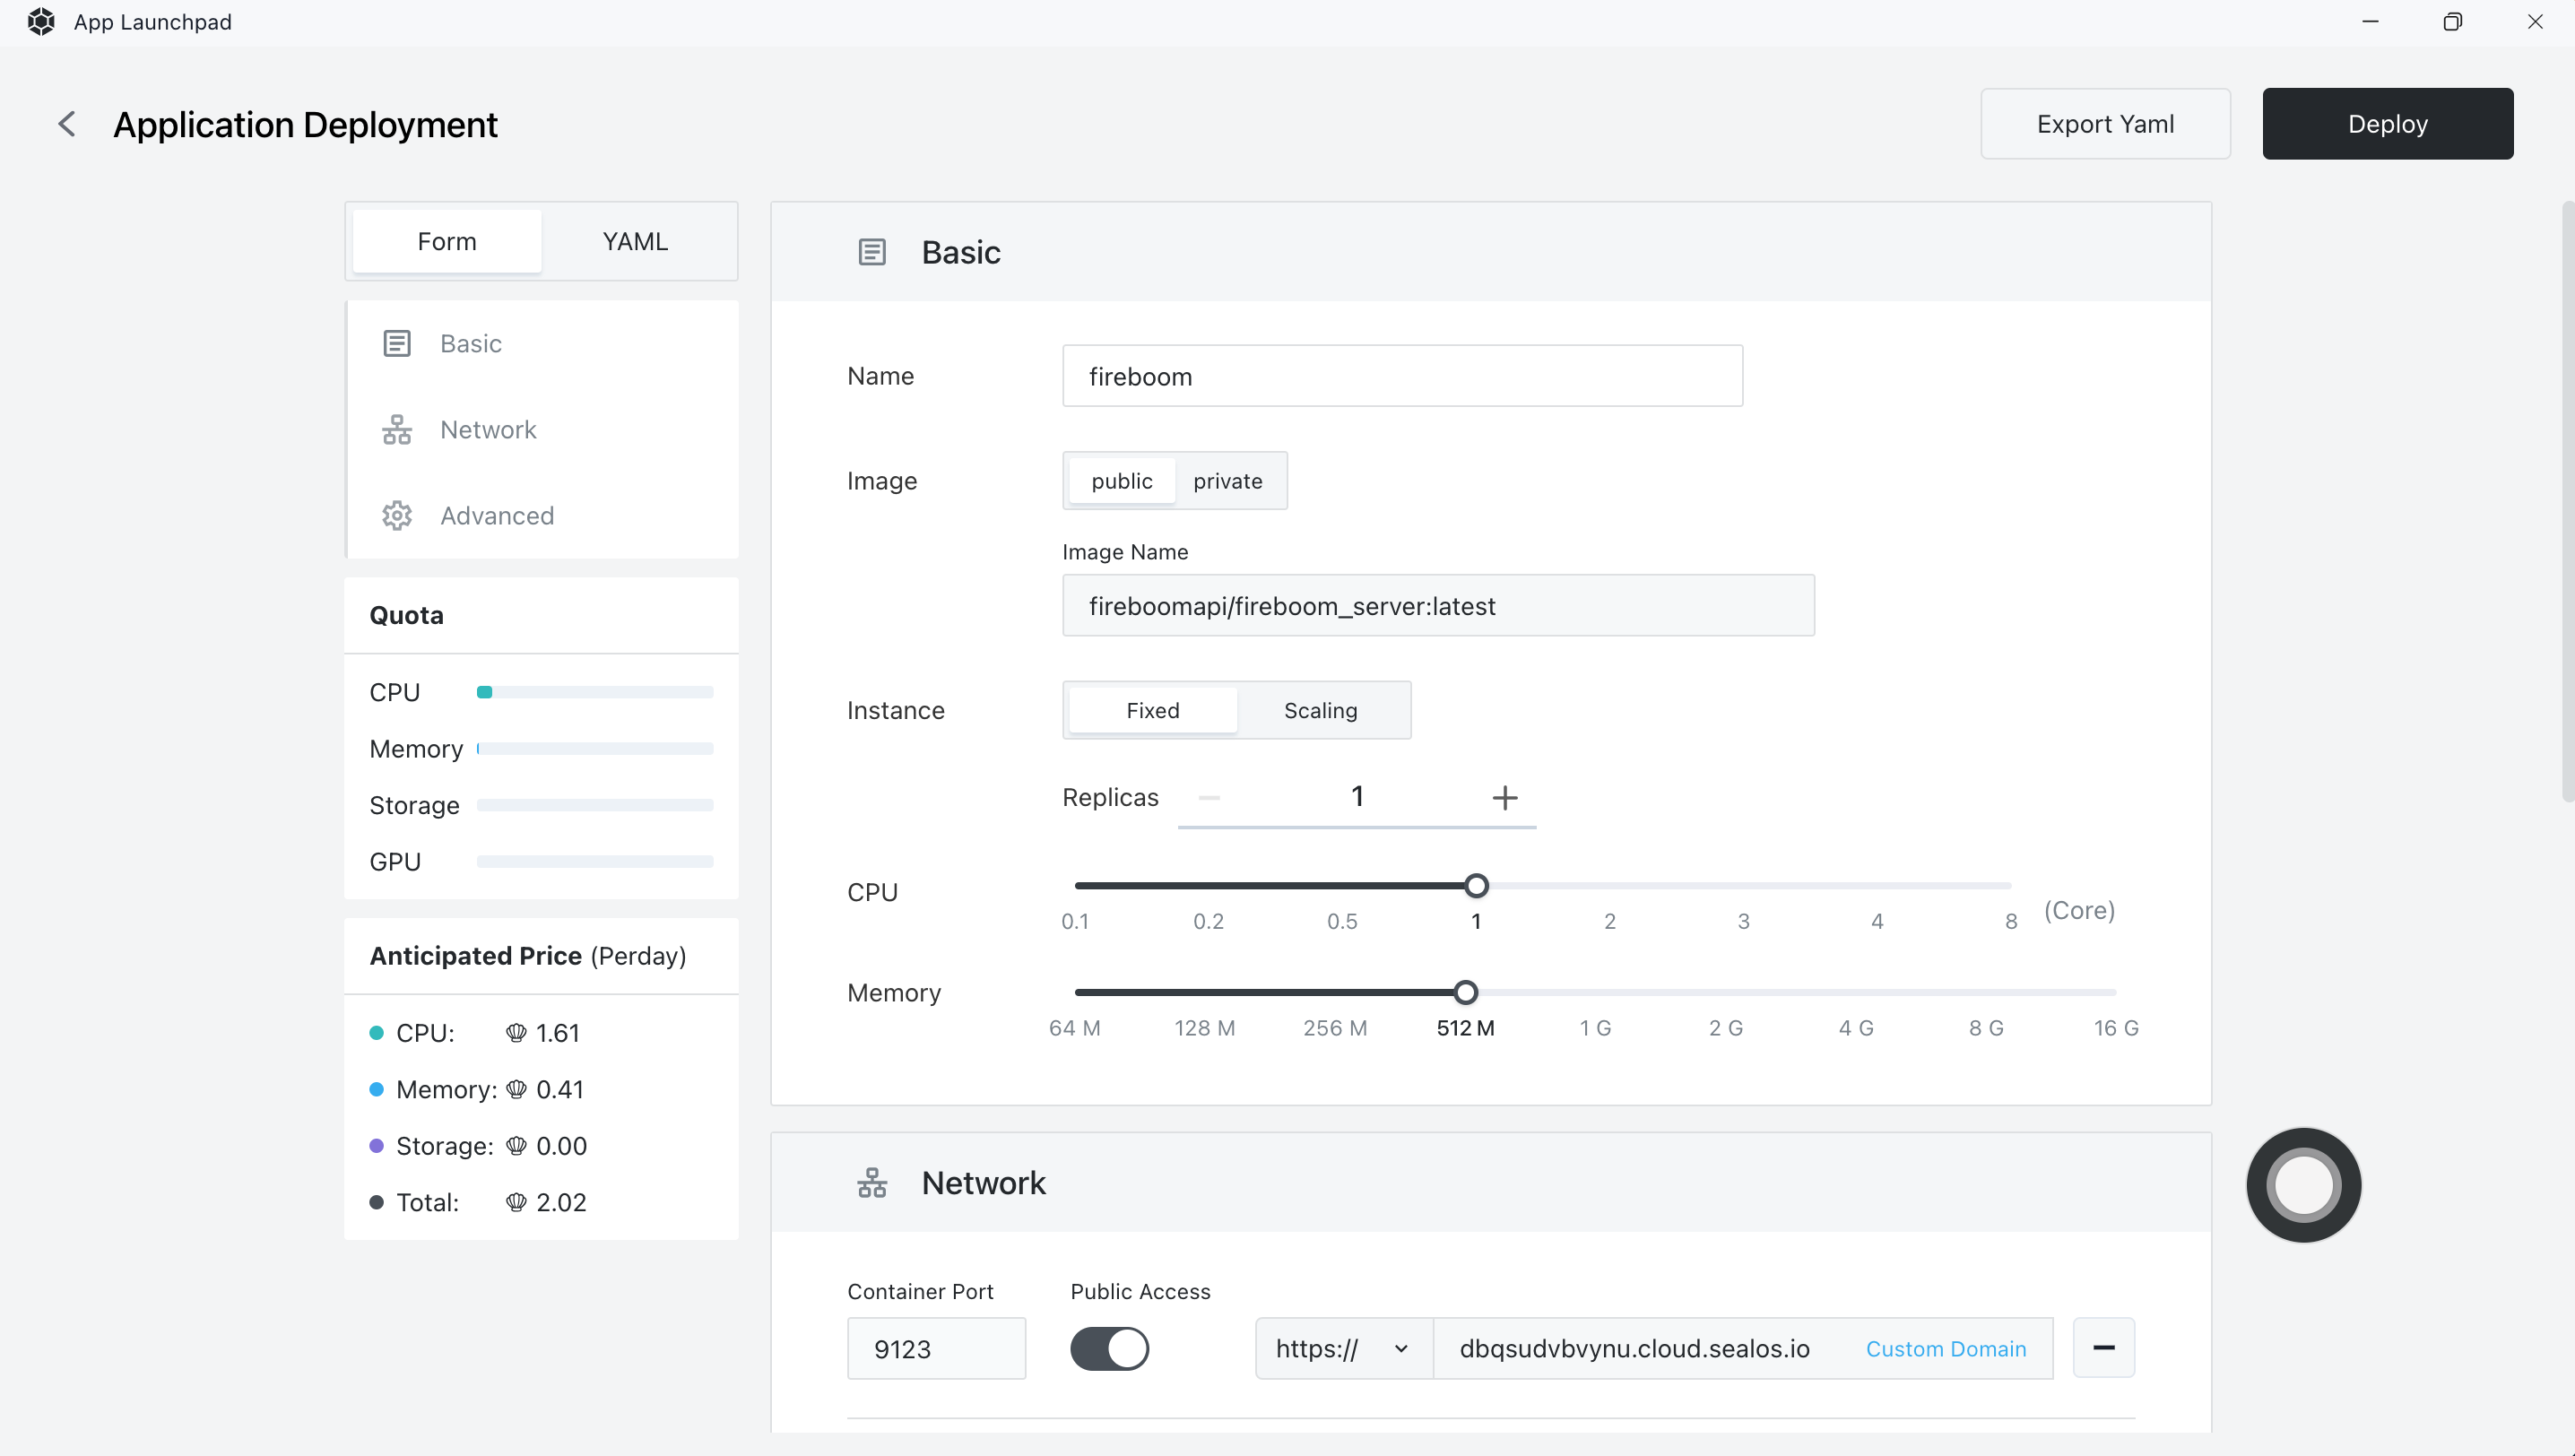 App Launchpad
Application Deployment
Export Yaml
Deploy
Form
YAML
Basic
Network
Advanced
Quota
CPU
Memory
Storage
GPU
Anticipated Price (Perday)
CPU: 1.61
Memory: 0.41
Storage: 0.00
Total: 2.02
Basic
Name
fireboom
Image
public private
Image Name
fireboomapi/fireboom_server:latest
Instance
Fixed Scaling
Replicas 1
CPU
0.1 0.2 0.5 1 2 3 4 8 (Core)
Memory
64 M 128 M 256 M 512 M 1 G 2 G 4 G 8 G 16 G
Network
Container Port Public Access
9123 https:// dbqsudvbvynu.cloud.sealos.io Custom Domain